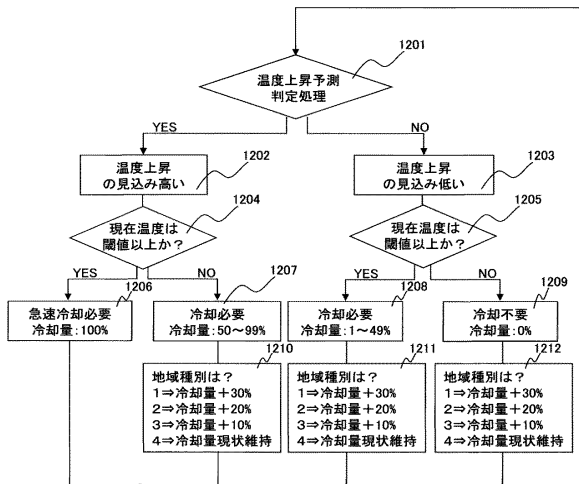 1201
温度上昇予測
判定処理
YES
NO
1202
温度上昇
の見込み高い
1203
温度上昇
の見込み低い
1204
現在温度は
閾値以上か？
1205
現在温度は
閾値以上か？
YES
NO
YES
NO
1206
急速冷却必要
冷却量：100%
1207
冷却必要
冷却量：50～99%
1208
冷却必要
冷却量：1～49%
1209
冷却不要
冷却量：0%
1210
地域種別は？
1⇒冷却量＋30%
2⇒冷却量＋20%
3⇒冷却量＋10%
4⇒冷却量現状維持
1211
地域種別は？
1⇒冷却量＋30%
2⇒冷却量＋20%
3⇒冷却量＋10%
4⇒冷却量現状維持
1212
地域種別は？
1⇒冷却量＋30%
2⇒冷却量＋20%
3⇒冷却量＋10%
4⇒冷却量現状維持